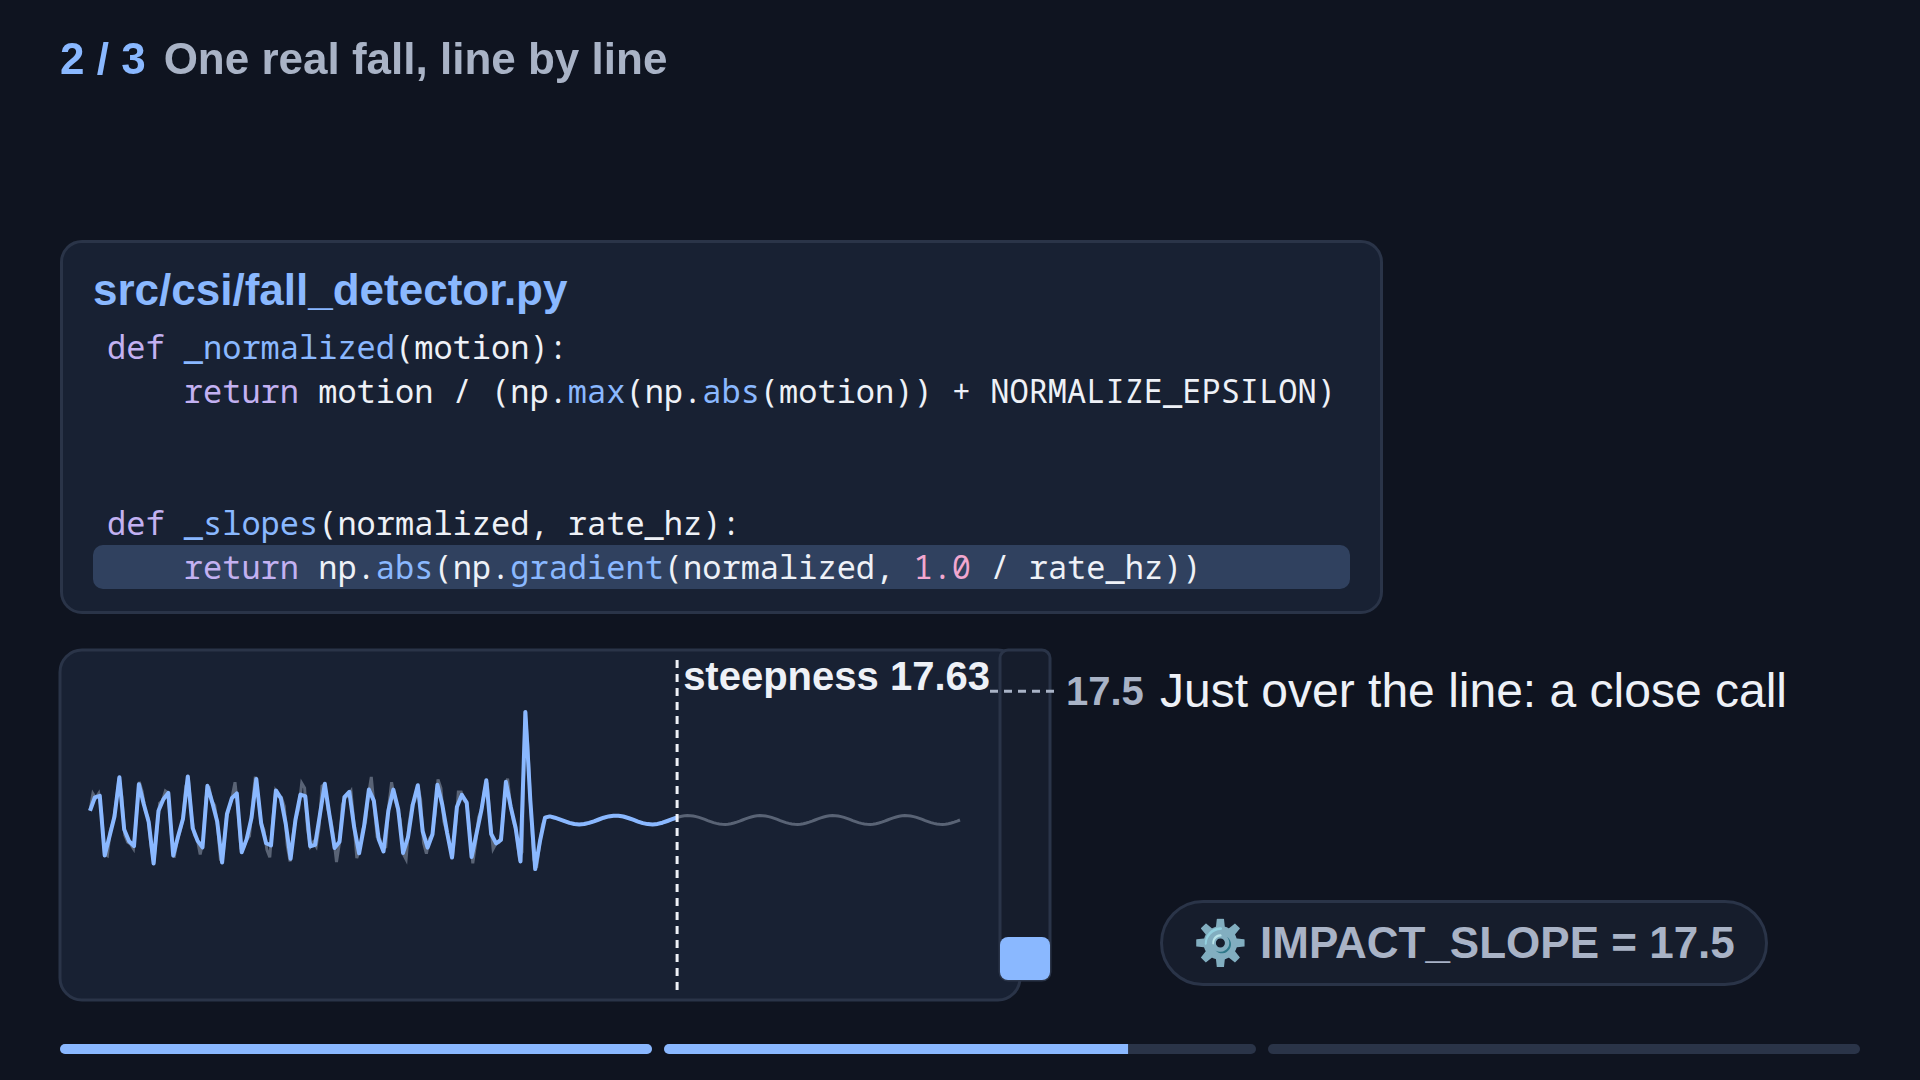 2 / 3 One real fall, line by line
src/csi/fall_detector.py
def _normalized(motion):
    return motion / (np.max(np.abs(motion)) + NORMALIZE_EPSILON)
def _slopes(normalized, rate_hz):
    return np.abs(np.gradient(normalized, 1.0 / rate_hz))
steepness 17.63
17.5 Just over the line: a close call
⚙️ IMPACT_SLOPE = 17.5